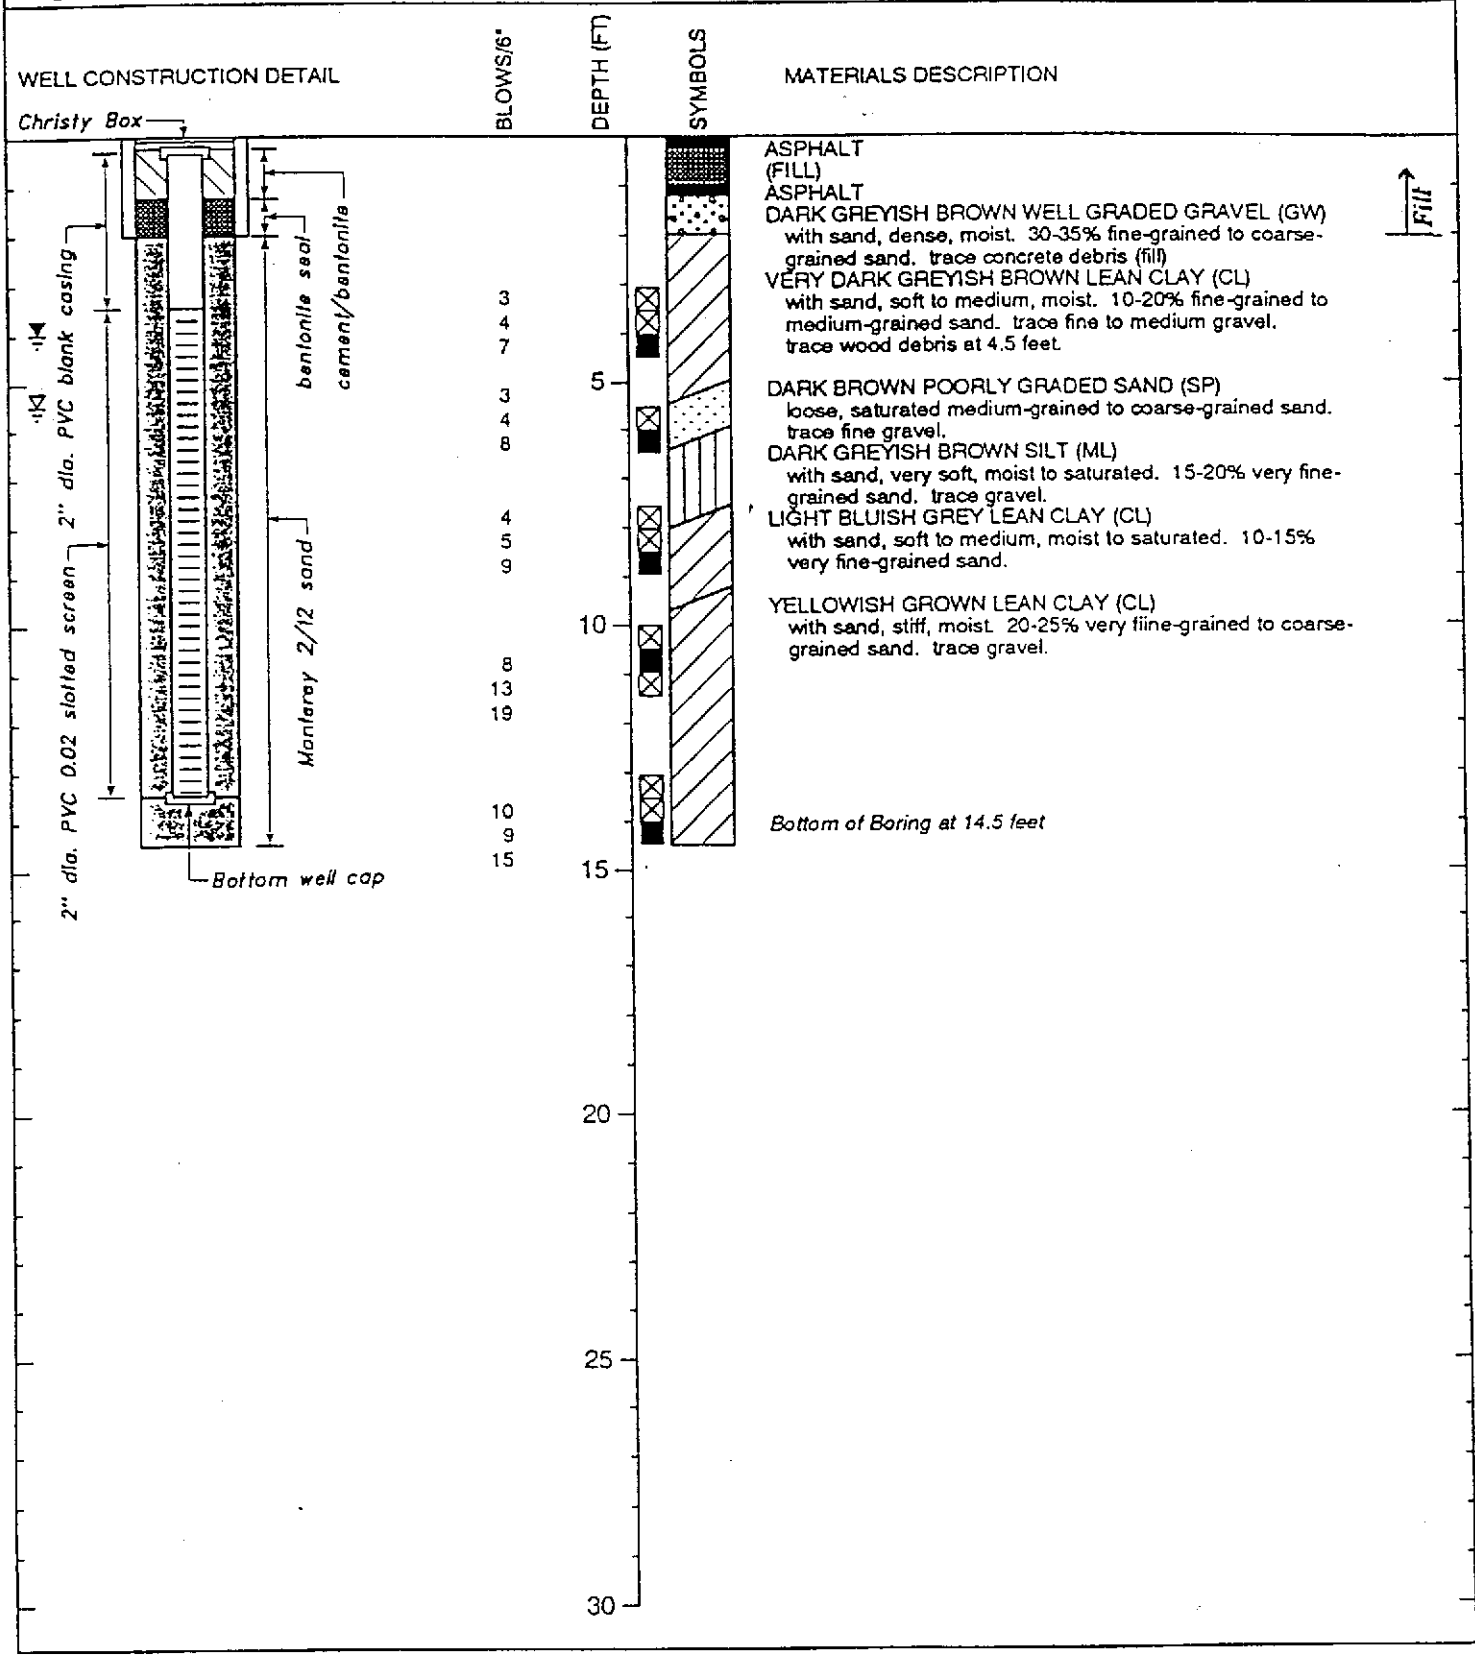 WELL CONSTRUCTION DETAIL
BLOWS/6"
DEPTH (FT)
SYMBOLS
MATERIALS DESCRIPTION
Christy Box
2" dia. PVC blank casing
2" dia. PVC 0.02 slotted screen
bentonite seal
cement/bentonite
Monterey 2/12 sand
Bottom well cap
3
4
7
3
4
8
4
5
9
8
13
19
10
9
15
5
10
15
20
25
30
ASPHALT
(FILL)
ASPHALT
DARK GREYISH BROWN WELL GRADED GRAVEL (GW)
with sand, dense, moist. 30-35% fine-grained to coarse-
grained sand. trace concrete debris (fill)
VERY DARK GREYISH BROWN LEAN CLAY (CL)
with sand, soft to medium, moist. 10-20% fine-grained to
medium-grained sand. trace fine to medium gravel.
trace wood debris at 4.5 feet.
DARK BROWN POORLY GRADED SAND (SP)
loose, saturated medium-grained to coarse-grained sand.
trace fine gravel.
DARK GREYISH BROWN SILT (ML)
with sand, very soft, moist to saturated. 15-20% very fine-
grained sand. trace gravel.
LIGHT BLUISH GREY LEAN CLAY (CL)
with sand, soft to medium, moist to saturated. 10-15%
very fine-grained sand.
YELLOWISH GROWN LEAN CLAY (CL)
with sand, stiff, moist. 20-25% very fiine-grained to coarse-
grained sand. trace gravel.
Bottom of Boring at 14.5 feet
Fill